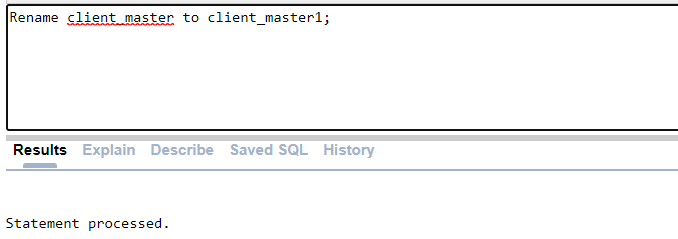 Rename client_master to client_master1;
Results Explain Describe Saved SQL History
Statement processed.